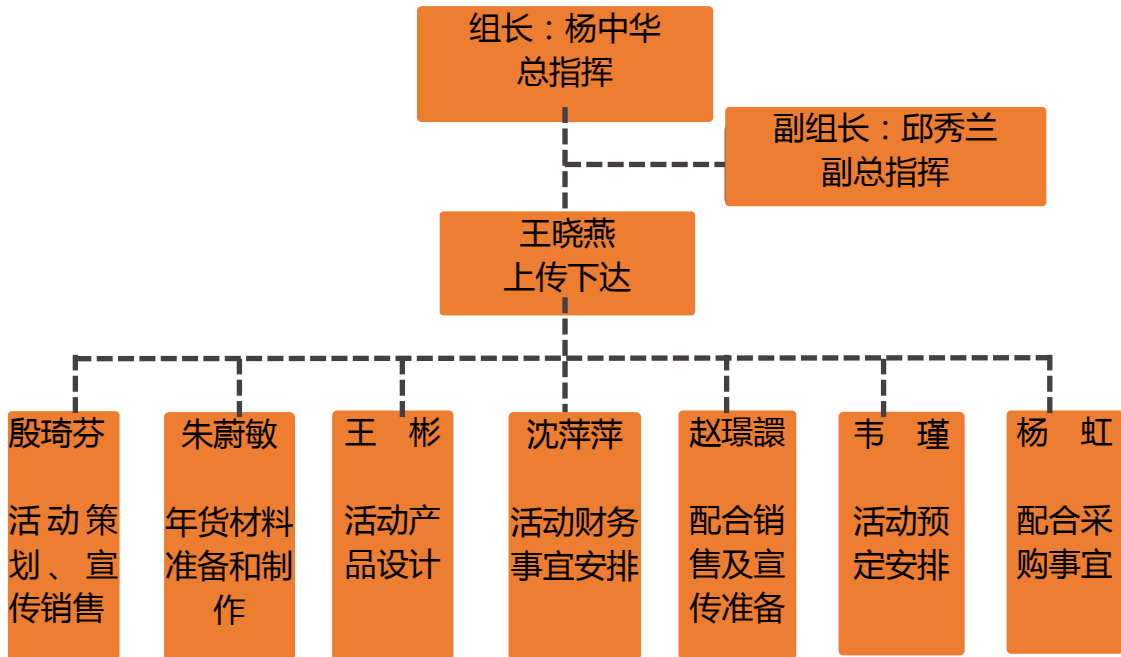 组长：杨中华
总指挥
副组长：邱秀兰
副总指挥
王晓燕
上传下达
殷琦芬
活动策
划、宣
传销售
朱蔚敏
年货材料
准备和制
作
王　彬
活动产
品设计
沈萍萍
活动财务
事宜安排
赵璟譞
配合销
售及宣
传准备
韦　瑾
活动预
定安排
杨　虹
配合采
购事宜